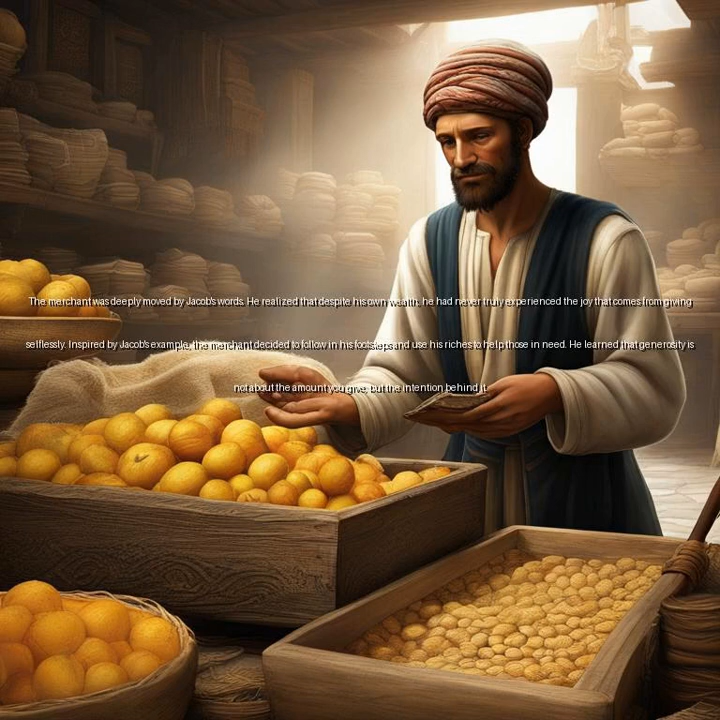 The merchant was deeply moved by Jacob's words. He realized that despite his own wealth, he had never truly experienced the joy that comes from giving
selflessly. Inspired by Jacob's example, the merchant decided to follow in his footsteps and use his riches to help those in need. He learned that generosity is
not about the amount you give, but the intention behind it.